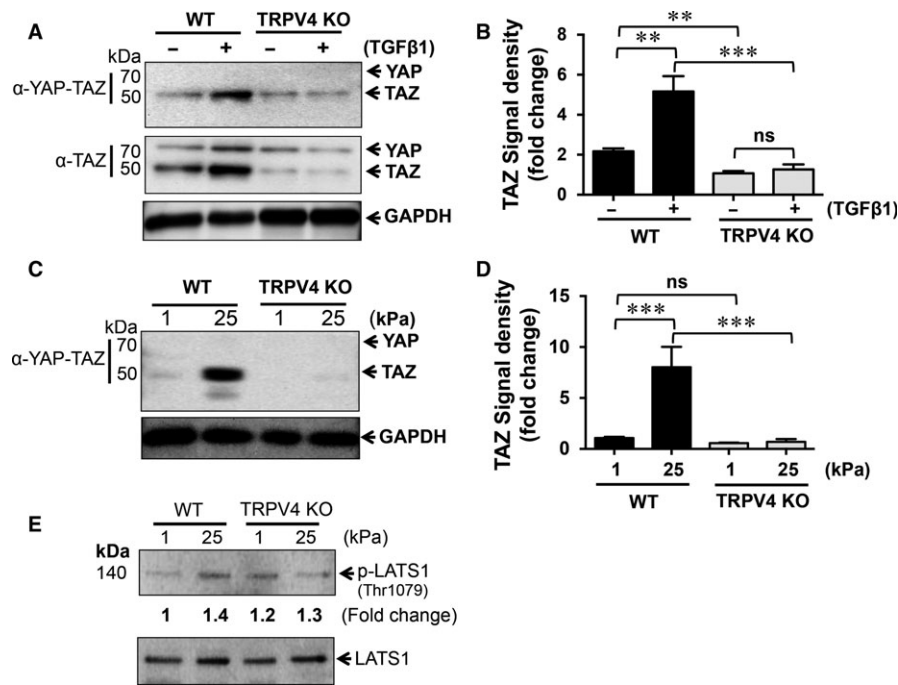 A
WT TRPV4 KO
– + – + (TGFβ1)
kDa
α-YAP-TAZ 70 YAP
50 TAZ
α-TAZ 70 YAP
50 TAZ
GAPDH
B
TAZ Signal density
(fold change)
8
6
4
2
0
**
** ***
ns
– + – + (TGFβ1)
WT TRPV4 KO
C
WT TRPV4 KO
1 25 1 25 (kPa)
kDa
α-YAP-TAZ 70 YAP
50 TAZ
GAPDH
D
TAZ Signal density
(fold change)
15
10
5
0
ns
*** ***
1 25 1 25 (kPa)
WT TRPV4 KO
E
WT TRPV4 KO
1 25 1 25 (kPa)
kDa
140 p-LATS1
(Thr1079)
1 1.4 1.2 1.3 (Fold change)
LATS1